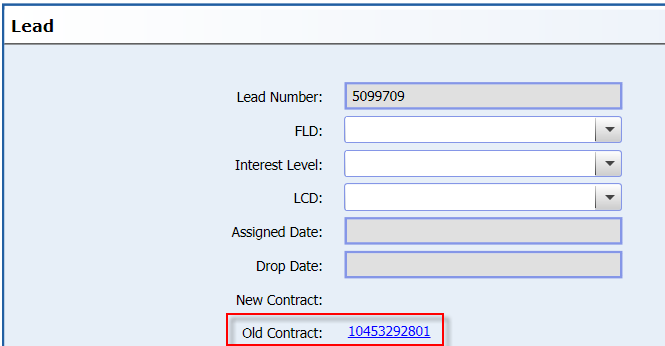 Lead
Lead Number: 5099709
FLD:
Interest Level:
LCD:
Assigned Date:
Drop Date:
New Contract:
Old Contract: 10453292801